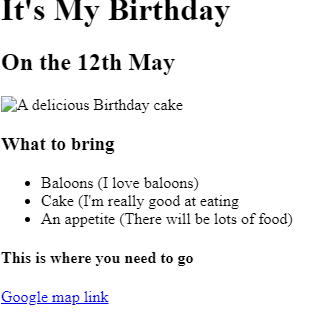 It's My Birthday
On the 12th May
A delicious Birthday cake
What to bring
Baloons (I love baloons)
Cake (I'm really good at eating
An appetite (There will be lots of food)
This is where you need to go
Google map link